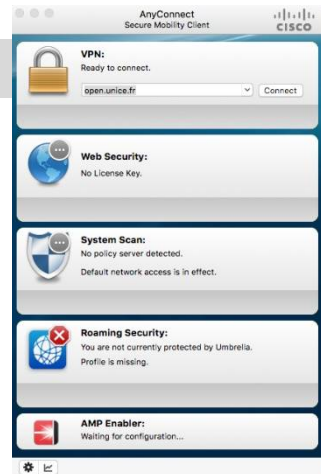 AnyConnect
Secure Mobility Client
CISCO
VPN:
Ready to connect.
open.unice.fr
Connect
Web Security:
No License Key.
System Scan:
No policy server detected.
Default network access is in effect.
Roaming Security:
You are not currently protected by Umbrella.
Profile is missing.
AMP Enabler:
Waiting for configuration...